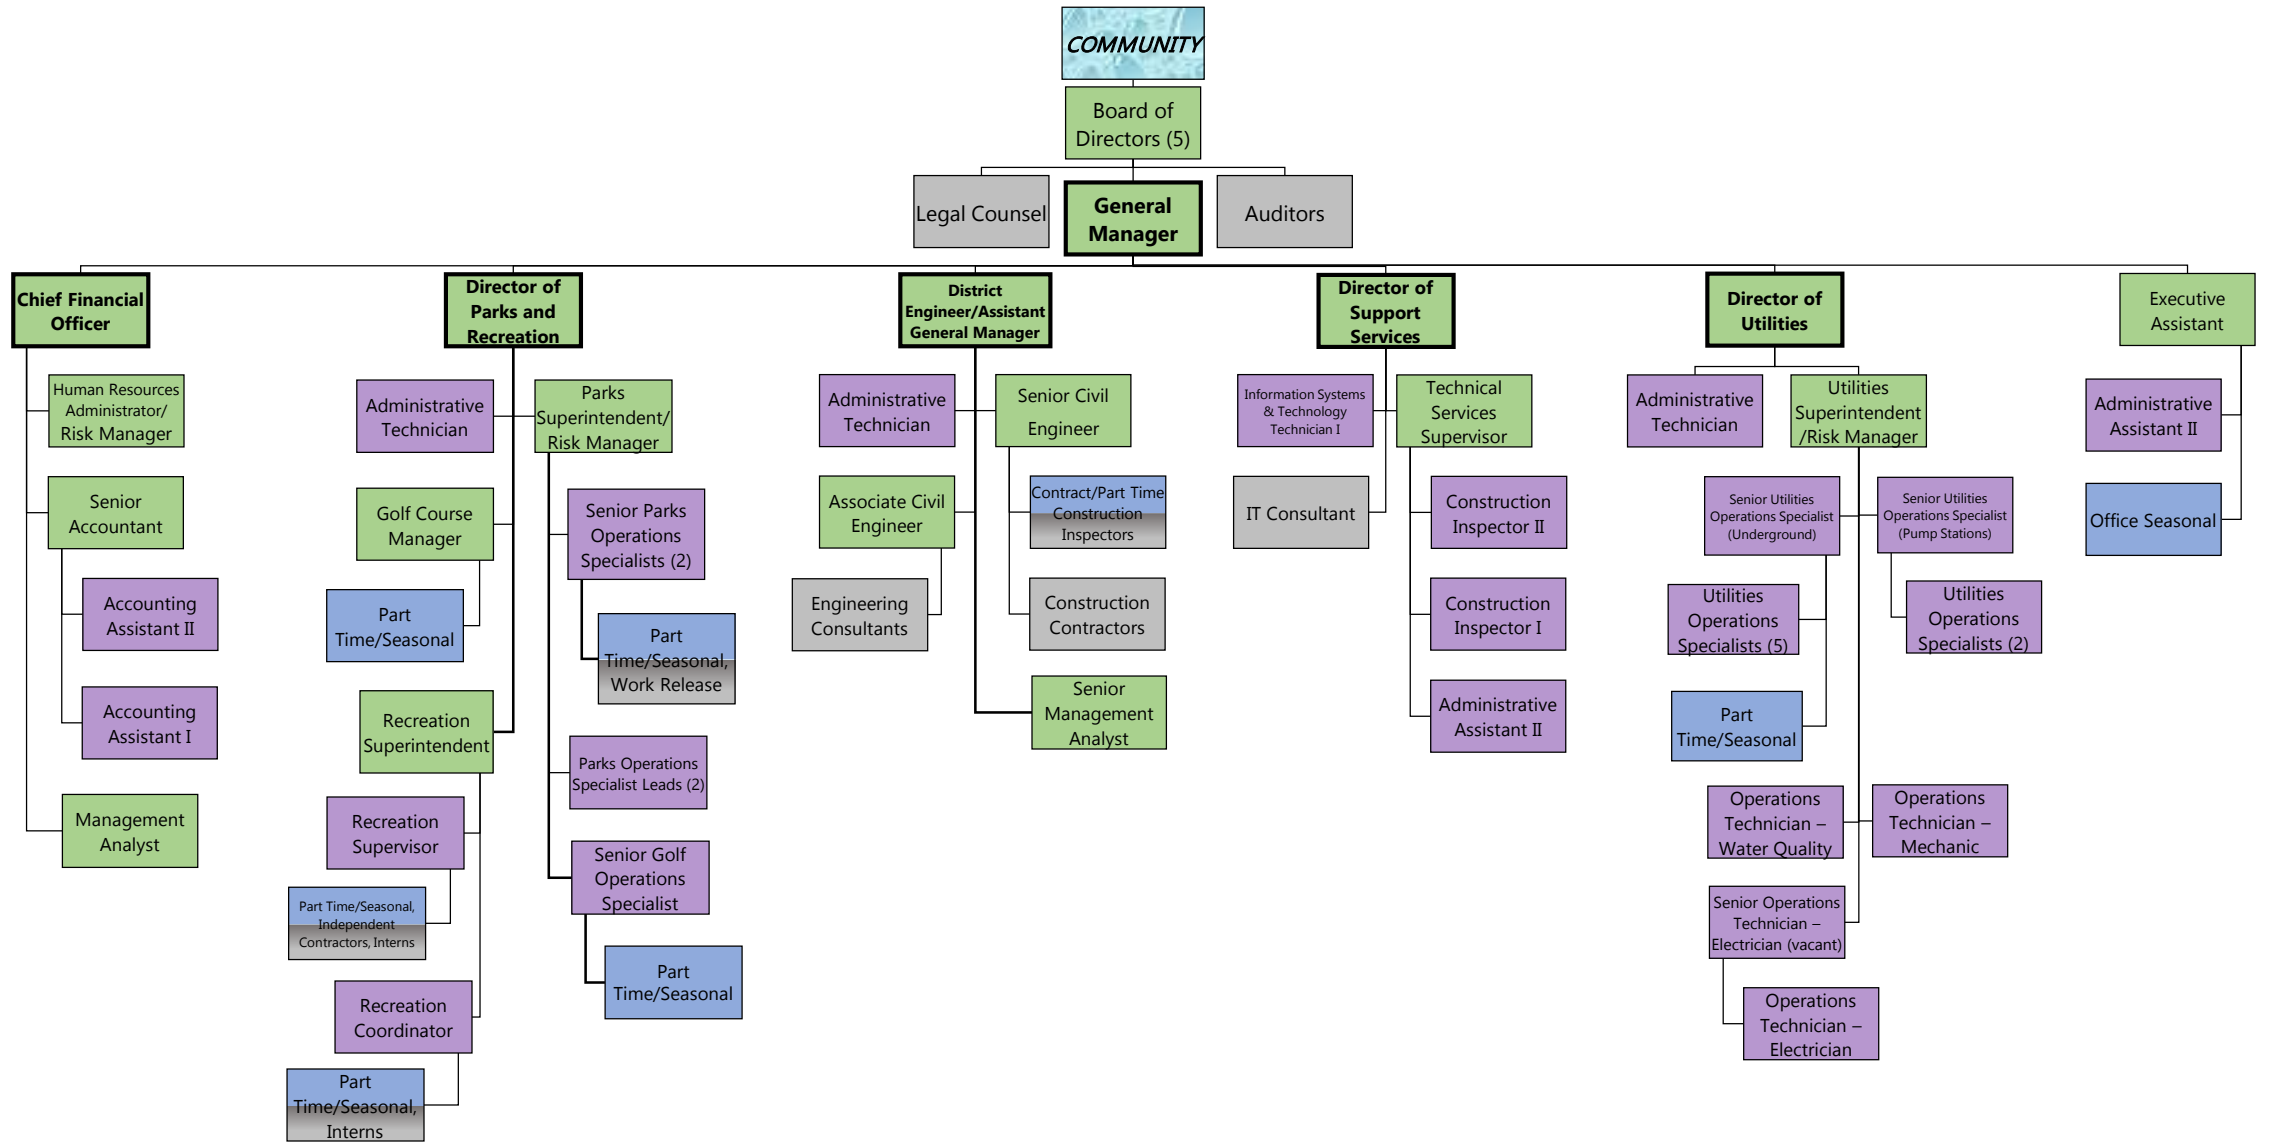 COMMUNITY
Board of
Directors (5)
Legal Counsel
General
Manager
Auditors
Chief Financial
Officer
Human Resources
Administrator/
Risk Manager
Senior
Accountant
Accounting
Assistant II
Accounting
Assistant I
Management
Analyst
Director of
Parks and
Recreation
Administrative
Technician
Parks
Superintendent/
Risk Manager
Golf Course
Manager
Part
Time/Seasonal
Recreation
Superintendent
Recreation
Supervisor
Part Time/Seasonal,
Independent
Contractors, Interns
Recreation
Coordinator
Part
Time/Seasonal,
Interns
Senior Parks
Operations
Specialists (2)
Part
Time/Seasonal,
Work Release
Parks Operations
Specialist Leads (2)
Senior Golf
Operations
Specialist
Part
Time/Seasonal
District
Engineer/Assistant
General Manager
Administrative
Technician
Senior Civil
Engineer
Associate Civil
Engineer
Engineering
Consultants
Contract/Part Time
Construction
Inspectors
Construction
Contractors
Senior
Management
Analyst
Director of
Support
Services
Information Systems
& Technology
Technician I
Technical
Services
Supervisor
IT Consultant
Construction
Inspector II
Construction
Inspector I
Administrative
Assistant II
Director of
Utilities
Administrative
Technician
Utilities
Superintendent
/Risk Manager
Senior Utilities
Operations Specialist
(Underground)
Senior Utilities
Operations Specialist
(Pump Stations)
Utilities
Operations
Specialists (5)
Utilities
Operations
Specialists (2)
Part
Time/Seasonal
Operations
Technician –
Water Quality
Operations
Technician –
Mechanic
Senior Operations
Technician –
Electrician (vacant)
Operations
Technician –
Electrician
Executive
Assistant
Administrative
Assistant II
Office Seasonal